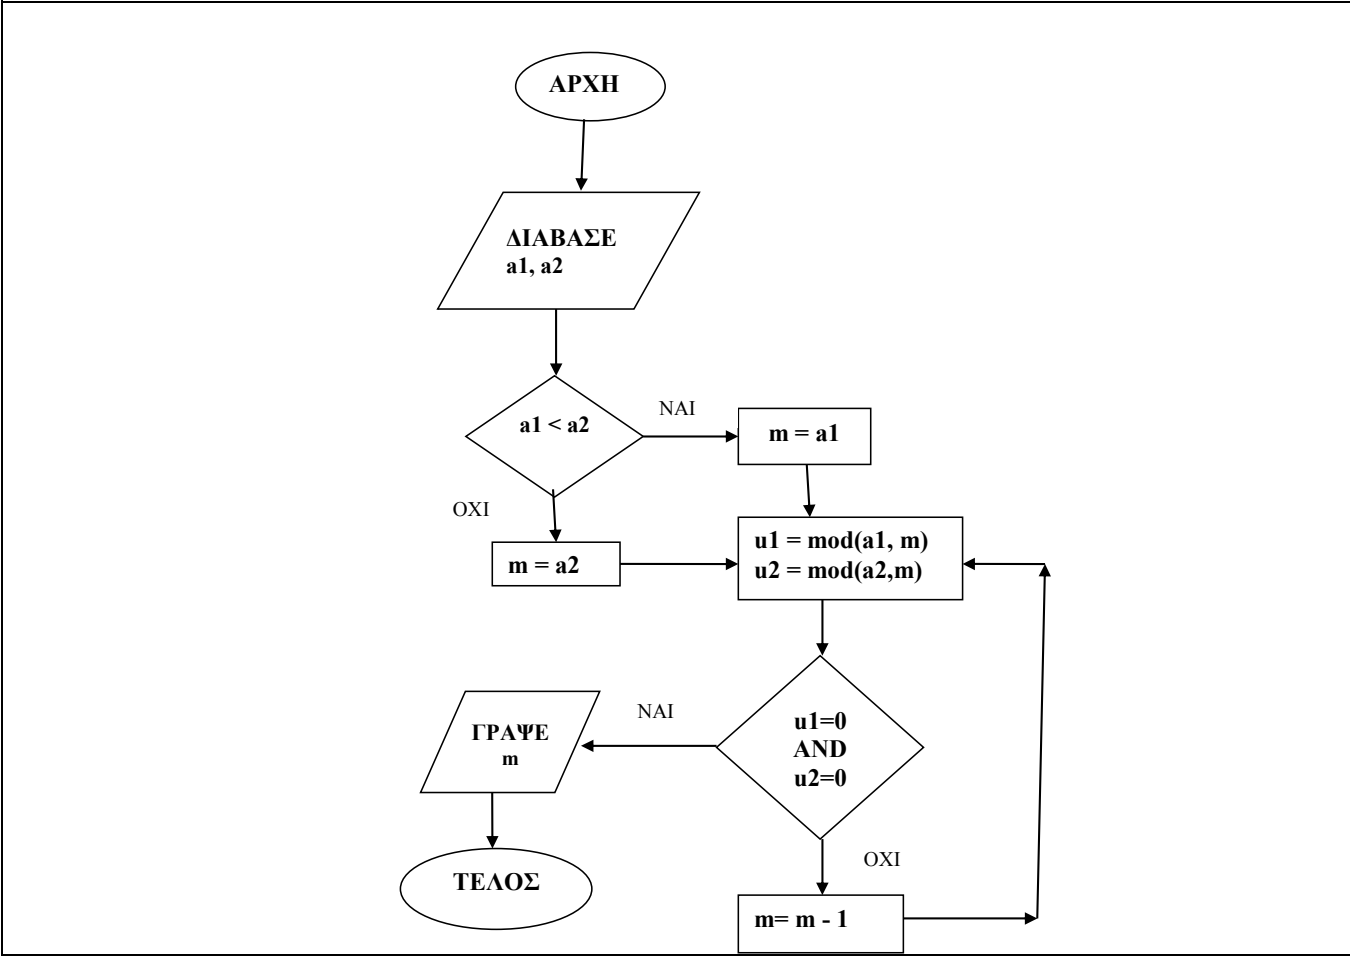 ΑΡΧΗ
ΔΙΑΒΑΣΕ
a1, a2
a1 < a2
ΝΑΙ
m = a1
ΟΧΙ
m = a2
u1 = mod(a1, m)
u2 = mod(a2,m)
u1=0
AND
u2=0
ΝΑΙ
ΓΡΑΨΕ
m
ΤΕΛΟΣ
ΟΧΙ
m= m - 1